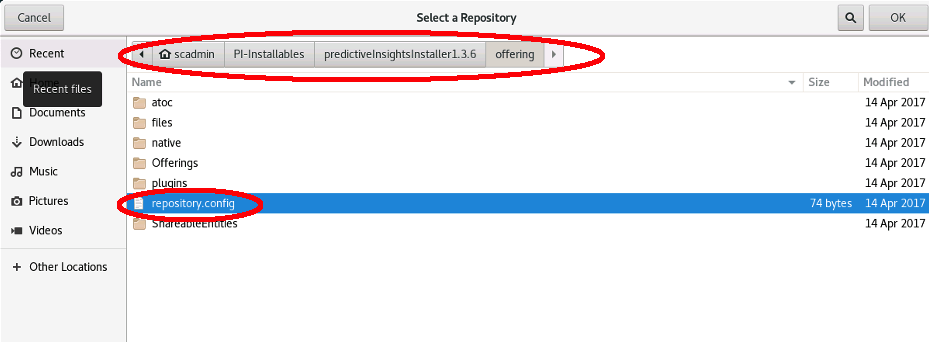 Cancel
Select a Repository
OK
Recent
scadmin
PI-Installables
predictiveInsightsInstaller1.3.6
offering
Home
Recent files
Documents
Downloads
Music
Pictures
Videos
Other Locations
Name Size Modified
atoc 14 Apr 2017
files 14 Apr 2017
native 14 Apr 2017
Offerings 14 Apr 2017
plugins 14 Apr 2017
repository.config 74 bytes 14 Apr 2017
ShareableEntities 14 Apr 2017